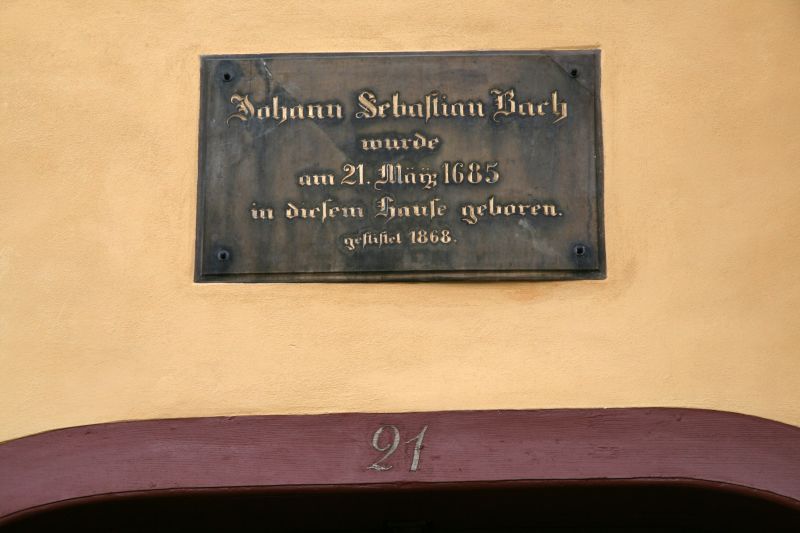 Johann Sebastian Bach
wurde
am 21. März 1685
in diesem Hause geboren.
gestiftet 1868.
21